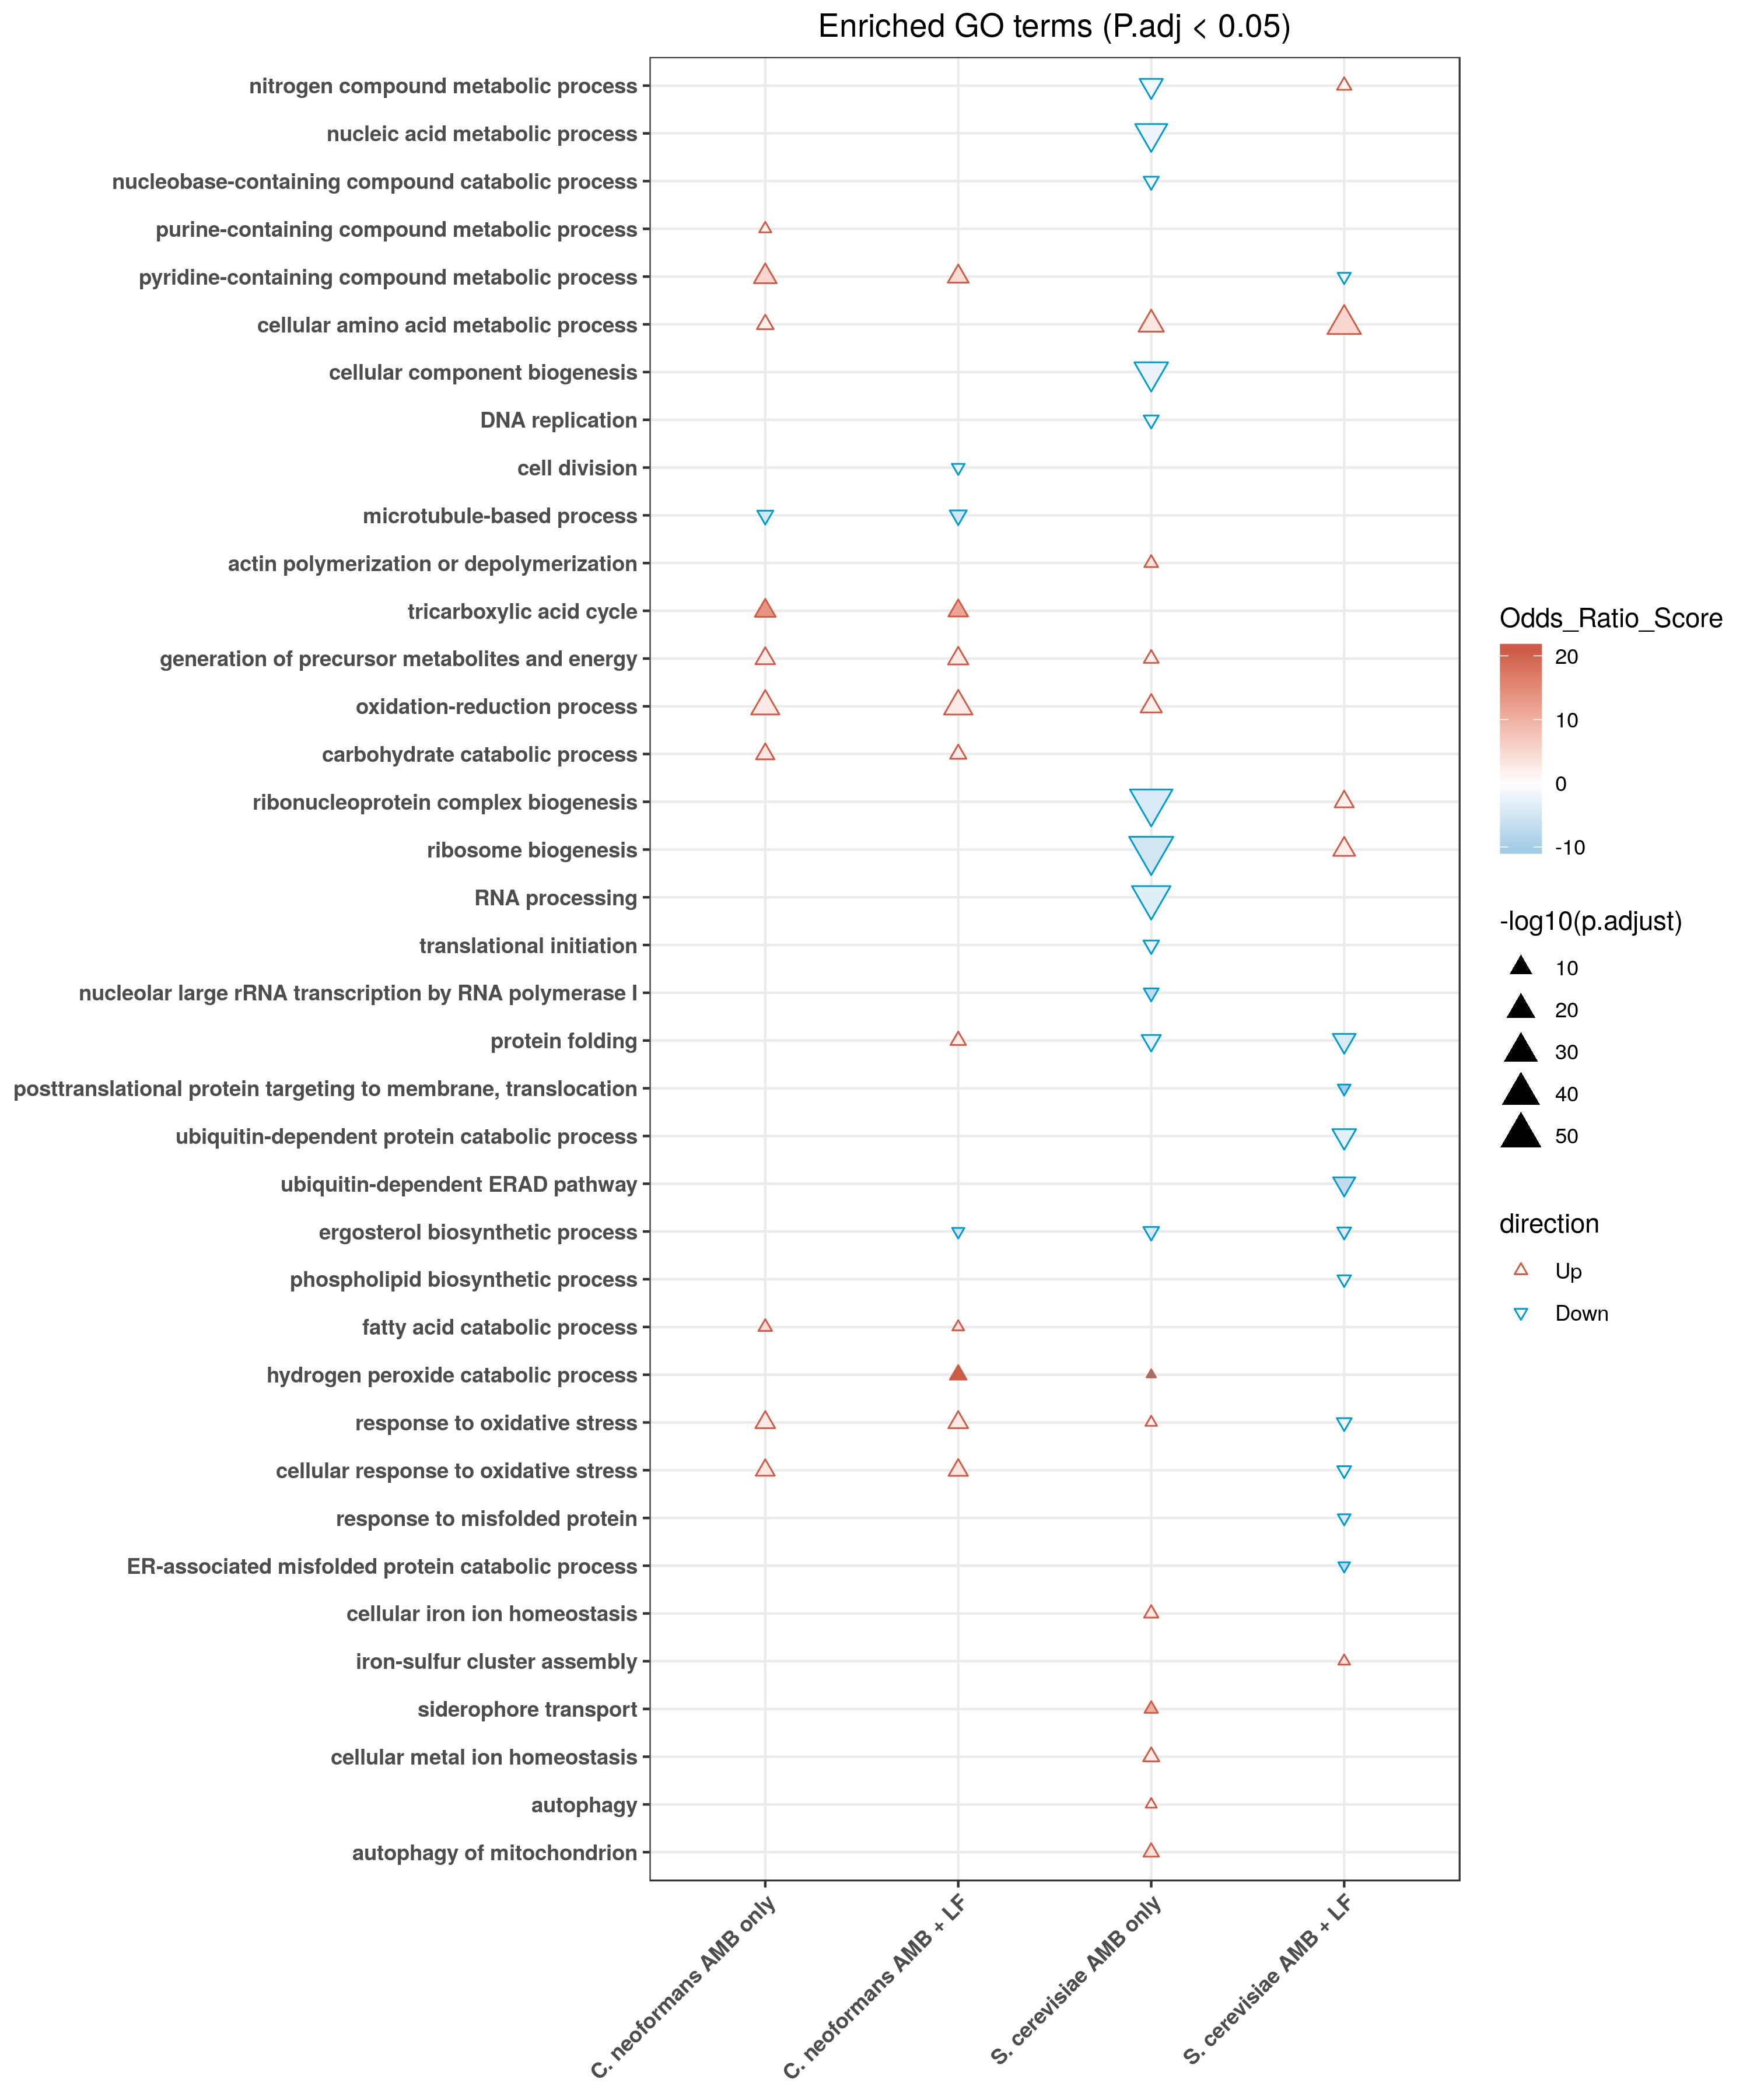 Enriched GO terms (P.adj < 0.05)
nitrogen compound metabolic process
nucleic acid metabolic process
nucleobase-containing compound catabolic process
purine-containing compound metabolic process
pyridine-containing compound metabolic process
cellular amino acid metabolic process
cellular component biogenesis
DNA replication
cell division
microtubule-based process
actin polymerization or depolymerization
tricarboxylic acid cycle
generation of precursor metabolites and energy
oxidation-reduction process
carbohydrate catabolic process
ribonucleoprotein complex biogenesis
ribosome biogenesis
RNA processing
translational initiation
nucleolar large rRNA transcription by RNA polymerase I
protein folding
posttranslational protein targeting to membrane, translocation
ubiquitin-dependent protein catabolic process
ubiquitin-dependent ERAD pathway
ergosterol biosynthetic process
phospholipid biosynthetic process
fatty acid catabolic process
hydrogen peroxide catabolic process
response to oxidative stress
cellular response to oxidative stress
response to misfolded protein
ER-associated misfolded protein catabolic process
cellular iron ion homeostasis
iron-sulfur cluster assembly
siderophore transport
cellular metal ion homeostasis
autophagy
autophagy of mitochondrion
C. neoformans AMB only
C. neoformans AMB + LF
S. cerevisiae AMB only
S. cerevisiae AMB + LF
Odds_Ratio_Score
20
10
0
-10
-log10(p.adjust)
10
20
30
40
50
direction
Up
Down